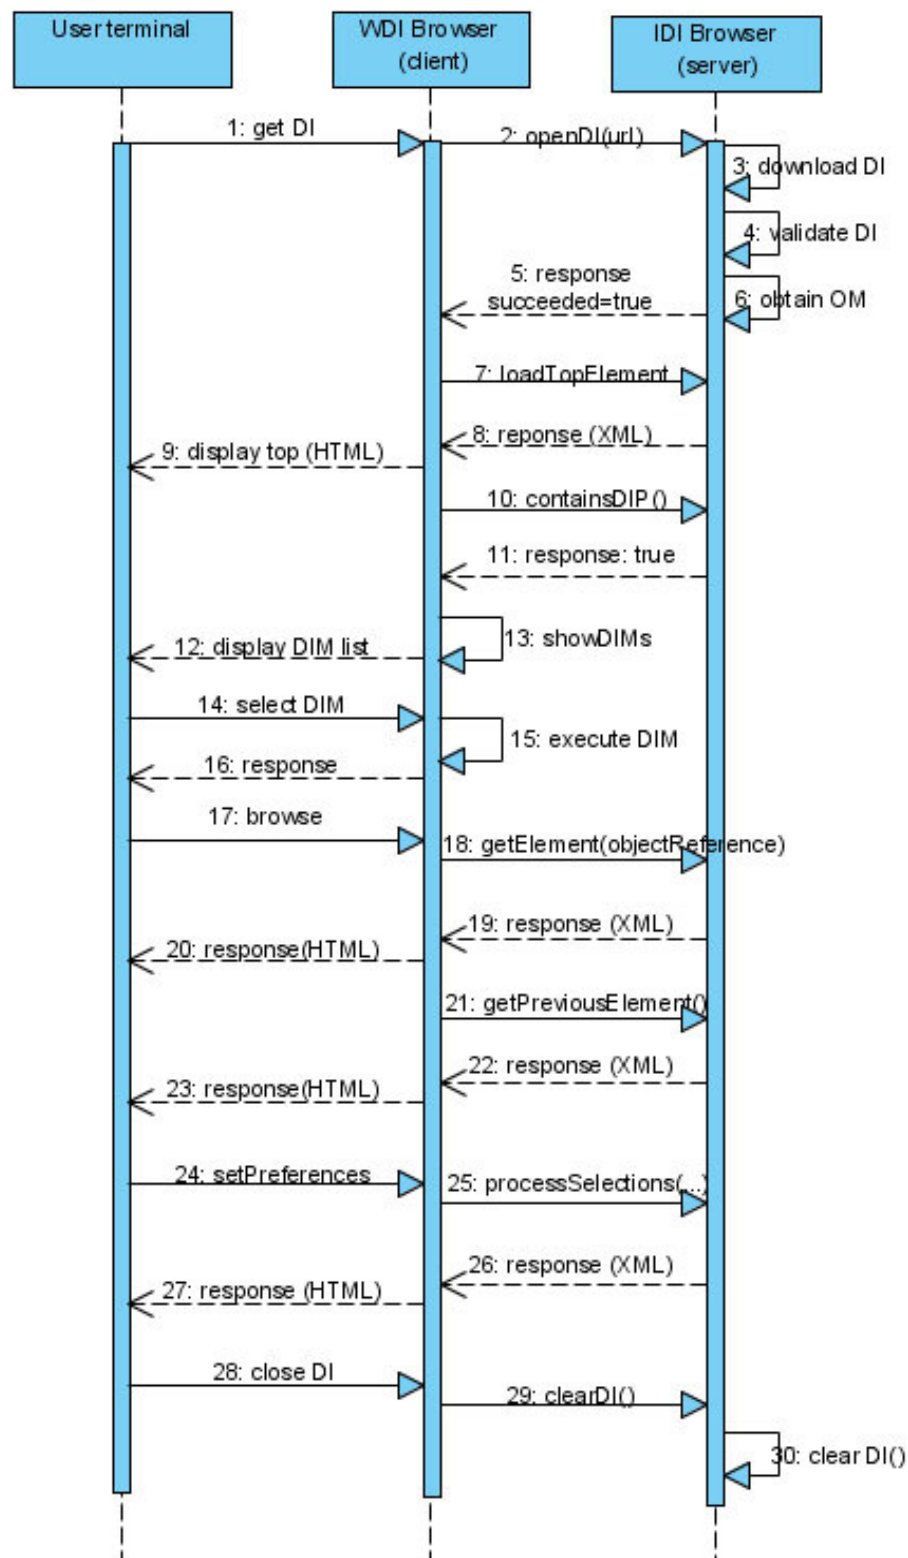 User terminal
WDI Browser
(client)
IDI Browser
(server)
1: get DI
2: openDI(url)
3: download DI
4: validate DI
5: response
succeeded=true
6: obtain OM
7: loadTopElement
8: reponse (XML)
9: display top (HTML)
10: containsDIP()
11: response: true
12: display DIM list
13: showDIMs
14: select DIM
15: execute DIM
16: response
17: browse
18: getElement(objectReference)
19: response (XML)
20: response(HTML)
21: getPreviousElement()
22: response (XML)
23: response(HTML)
24: setPreferences
25: processSelections(...)
26: response (XML)
27: response (HTML)
28: close DI
29: clearDI()
30: clear DI()